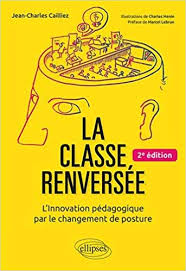 Jean-Charles Cailliez
Illustrations de Charles Henin
Préface de Marcel Lebrun
LA
CLASSE
2e édition
RENVERSÉE
L'Innovation pédagogique
par le changement de posture
ellipses